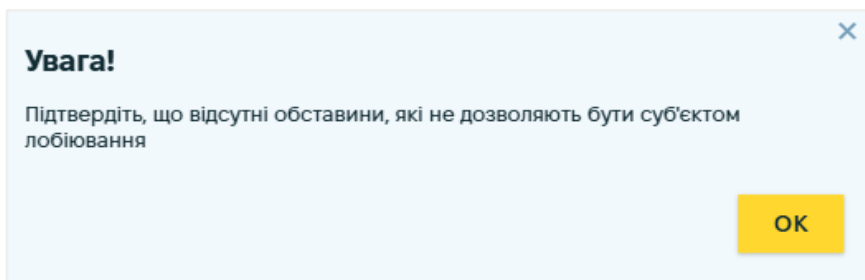 Увага!
Підтвердіть, що відсутні обставини, які не дозволяють бути суб'єктом
лобіювання
ОК